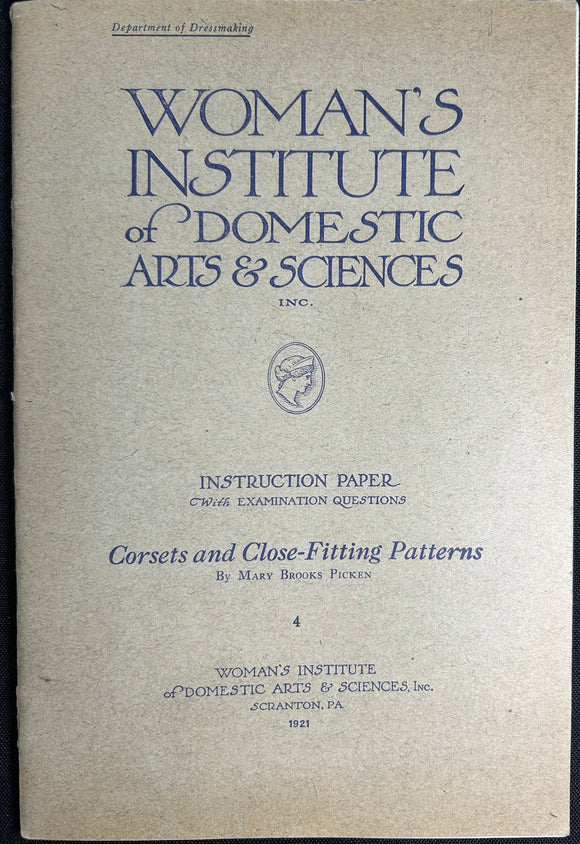 Department of Dressmaking
WOMAN'S
INSTITUTE
of DOMESTIC
ARTS & SCIENCES
INC.
INSTRUCTION PAPER
With EXAMINATION QUESTIONS
Corsets and Close-Fitting Patterns
By MARY BROOKS PICKEN
4
WOMAN'S INSTITUTE
of DOMESTIC ARTS & SCIENCES, Inc.
SCRANTON, PA
1921